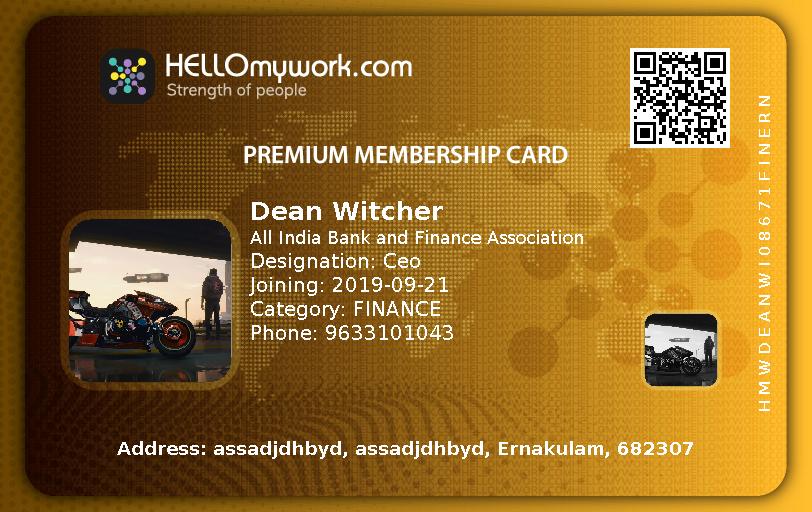 HELLOmywork.com
Strength of people
PREMIUM MEMBERSHIP CARD
Dean Witcher
All India Bank and Finance Association
Designation: Ceo
Joining: 2019-09-21
Category: FINANCE
Phone: 9633101043
Address: assadjdhbyd, assadjdhbyd, Ernakulam, 682307
HMWDEANWI08671FINERN